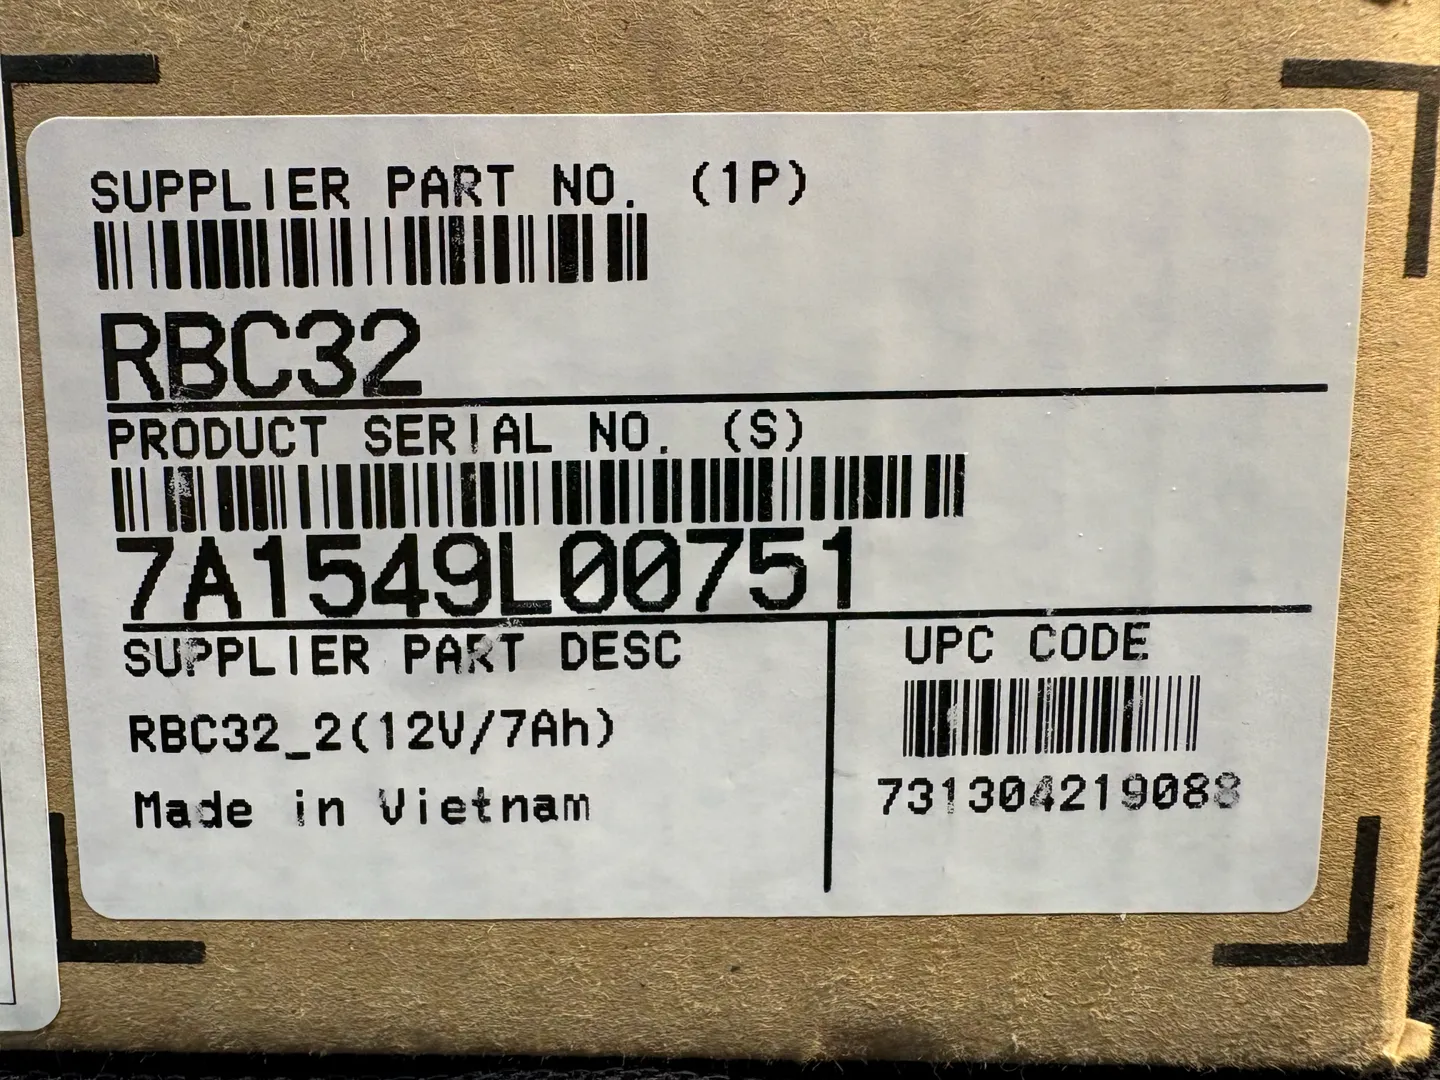 SUPPLIER PART NO. (1P)
RBC32
PRODUCT SERIAL NO. (S)
7A1549L00751
SUPPLIER PART DESC
UPC CODE
RBC32_2(12V/7Ah)
731304219088
Made in Vietnam